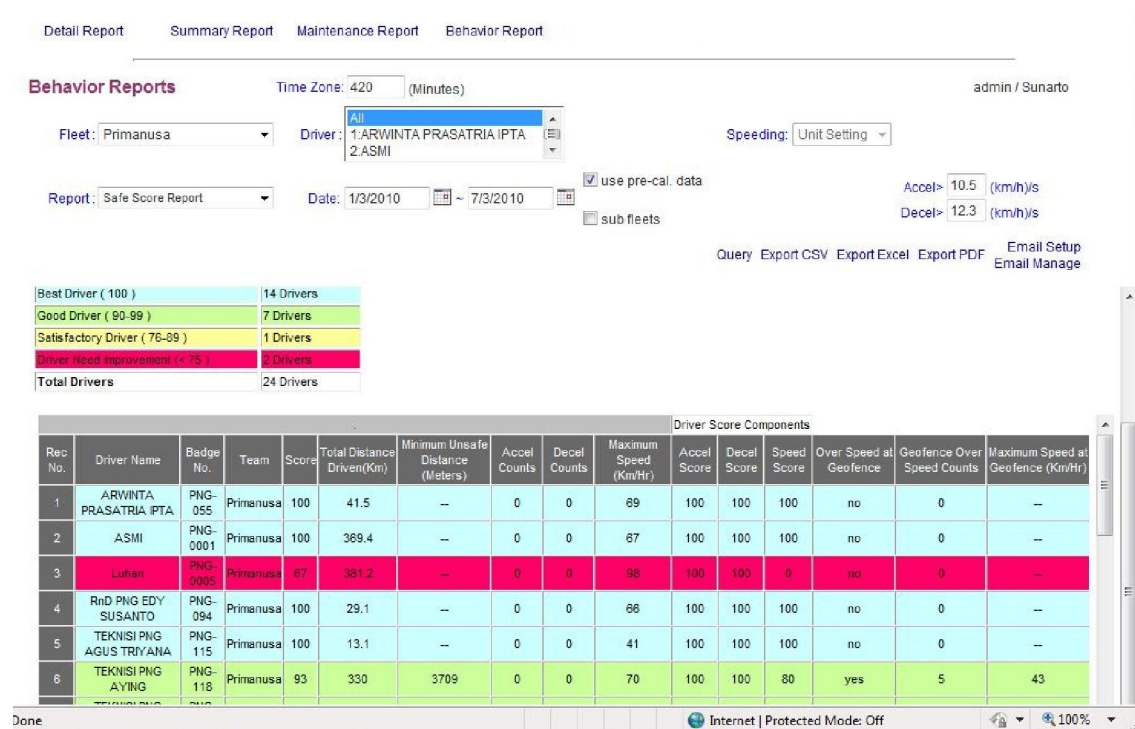 Detail Report Summary Report Maintenance Report Behavior Report
Behavior Reports Time Zone: 420 (Minutes) admin / Sunarto
Fleet : Primanusa Driver : All Speeding: Unit Setting
1:ARWINTA PRASATRIA IPTA
2:ASMI
use pre-cal. data
Report : Safe Score Report Date: 1/3/2010 ~ 7/3/2010 Accel> 10.5 (km/h)/s
sub fleets Decel> 12.3 (km/h)/s
Query Export CSV Export Excel Export PDF Email Setup
Email Manage
Best Driver ( 100 ) 14 Drivers
Good Driver ( 90-99 ) 7 Drivers
Satisfactory Driver ( 76-89 ) 1 Drivers
Driver Need Improvement (< 75 ) 2 Drivers
Total Drivers 24 Drivers
. Driver Score Components
Rec No. Driver Name Badge No. Team Score Total Distance Driven(Km) Minimum Unsafe Distance (Meters) Accel Counts Decel Counts Maximum Speed (Km/Hr) Accel Score Decel Score Speed Score Over Speed at Geofence Geofence Over Speed Counts Maximum Speed at Geofence (Km/Hr)
1 ARWINTA PRASATRIA IPTA PNG-055 Primanusa 100 41.5 -- 0 0 69 100 100 100 no 0 --
2 ASMI PNG-0001 Primanusa 100 369.4 -- 0 0 67 100 100 100 no 0 --
3 Luhan PNG-0005 Primanusa 67 381.2 -- 0 0 98 100 100 0 no 0 --
4 RnD PNG EDY SUSANTO PNG-094 Primanusa 100 29.1 -- 0 0 66 100 100 100 no 0 --
5 TEKNISI PNG AGUS TRIYANA PNG-115 Primanusa 100 13.1 -- 0 0 41 100 100 100 no 0 --
6 TEKNISI PNG AYING PNG-118 Primanusa 93 330 3709 0 0 70 100 100 80 yes 5 43
Done Internet | Protected Mode: Off 100%